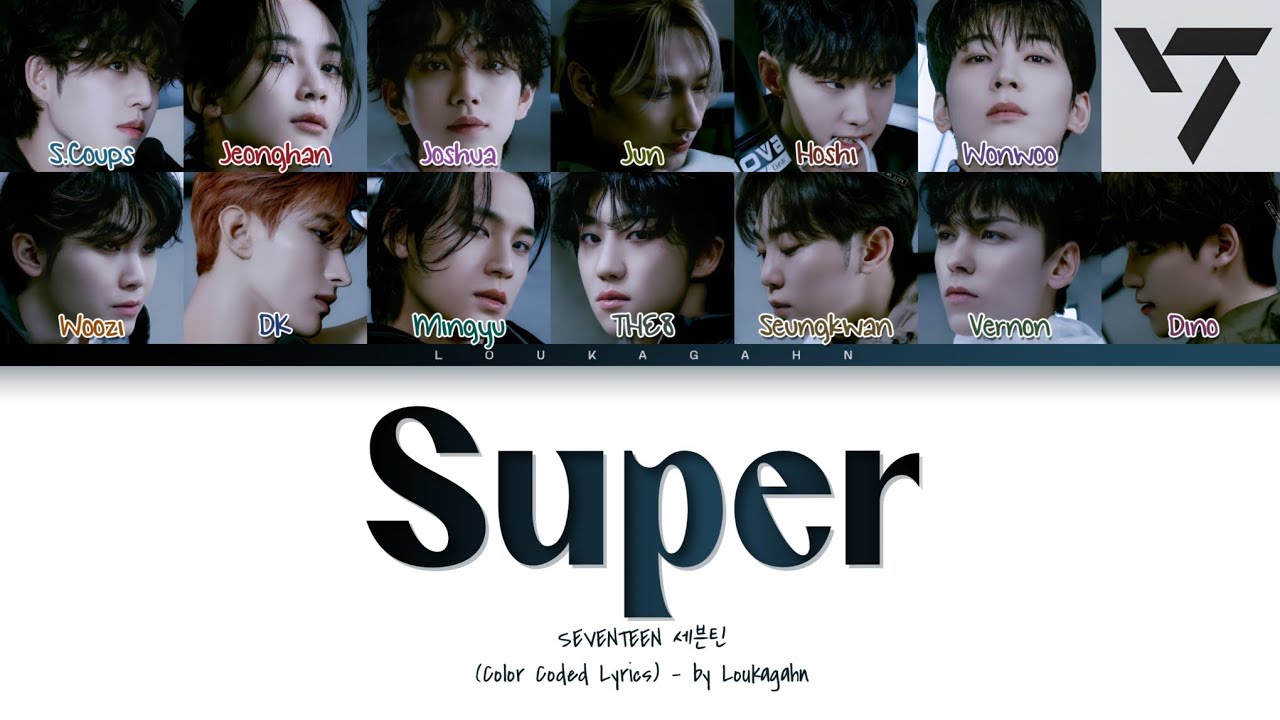 S.Coups
Jeonghan
Joshua
Jun
Hoshi
Wonwoo
Woozi
DK
Mingyu
THE8
Seungkwan
Vernon
Dino
LOUKAGAHN
Super
SEVENTEEN 세븐틴
(Color Coded Lyrics) - by Loukagahn